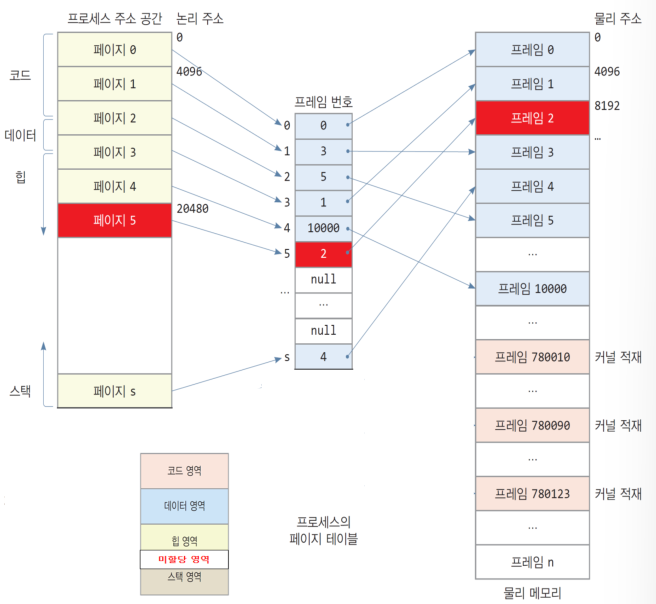 프로세스 주소 공간 논리 주소
0
페이지 0
4096
페이지 1
페이지 2
페이지 3
페이지 4
20480
페이지 5
페이지 s
코드
데이터
힙
스택
프레임 번호
0 0
1 3
2 5
3 1
4 10000
5 2
null
... ...
null
s 4
프로세스의
페이지 테이블
물리 주소
0
프레임 0
4096
프레임 1
8192
프레임 2
...
프레임 3
프레임 4
프레임 5
...
프레임 10000
...
프레임 780010 커널 적재
...
프레임 780090 커널 적재
...
프레임 780123 커널 적재
...
프레임 n
물리 메모리
코드 영역
데이터 영역
힙 영역
미할당 영역
스택 영역